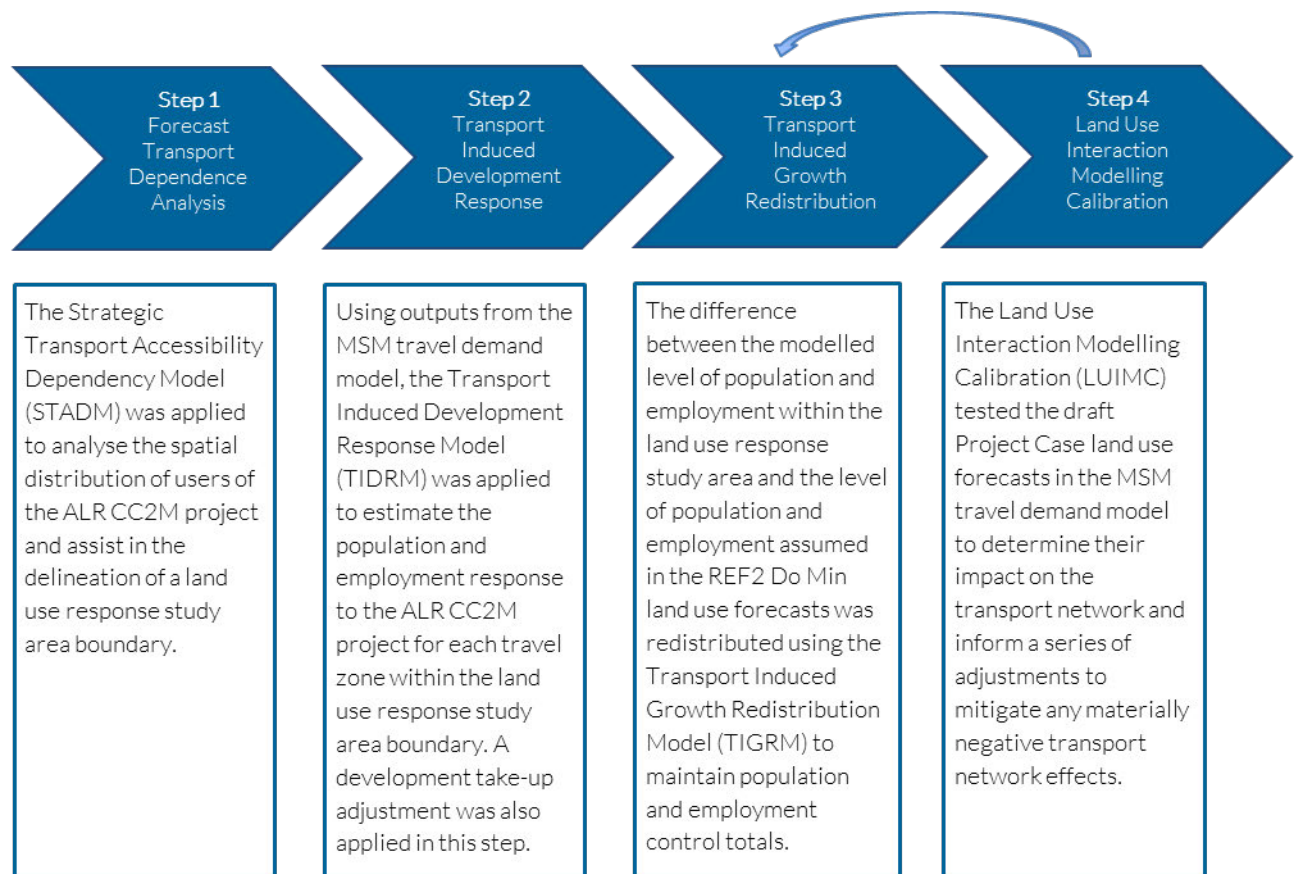 Step 1
Forecast
Transport
Dependence
Analysis
Step 2
Transport
Induced
Development
Response
Step 3
Transport
Induced
Growth
Redistribution
Step 4
Land Use
Interaction
Modelling
Calibration
The Strategic
Transport Accessibility
Dependency Model
(STADM) was applied
to analyse the spatial
distribution of users of
the ALR CC2M project
and assist in the
delineation of a land
use response study
area boundary.
Using outputs from the
MSM travel demand
model, the Transport
Induced Development
Response Model
(TIDRM) was applied
to estimate the
population and
employment response
to the ALR CC2M
project for each travel
zone within the land
use response study
area boundary. A
development take-up
adjustment was also
applied in this step.
The difference
between the modelled
level of population and
employment within the
land use response
study area and the level
of population and
employment assumed
in the REF2 Do Min
land use forecasts was
redistributed using the
Transport Induced
Growth Redistribution
Model (TIGRM) to
maintain population
and employment
control totals.
The Land Use
Interaction Modelling
Calibration (LUIMC)
tested the draft
Project Case land use
forecasts in the MSM
travel demand model
to determine their
impact on the
transport network and
inform a series of
adjustments to
mitigate any materially
negative transport
network effects.